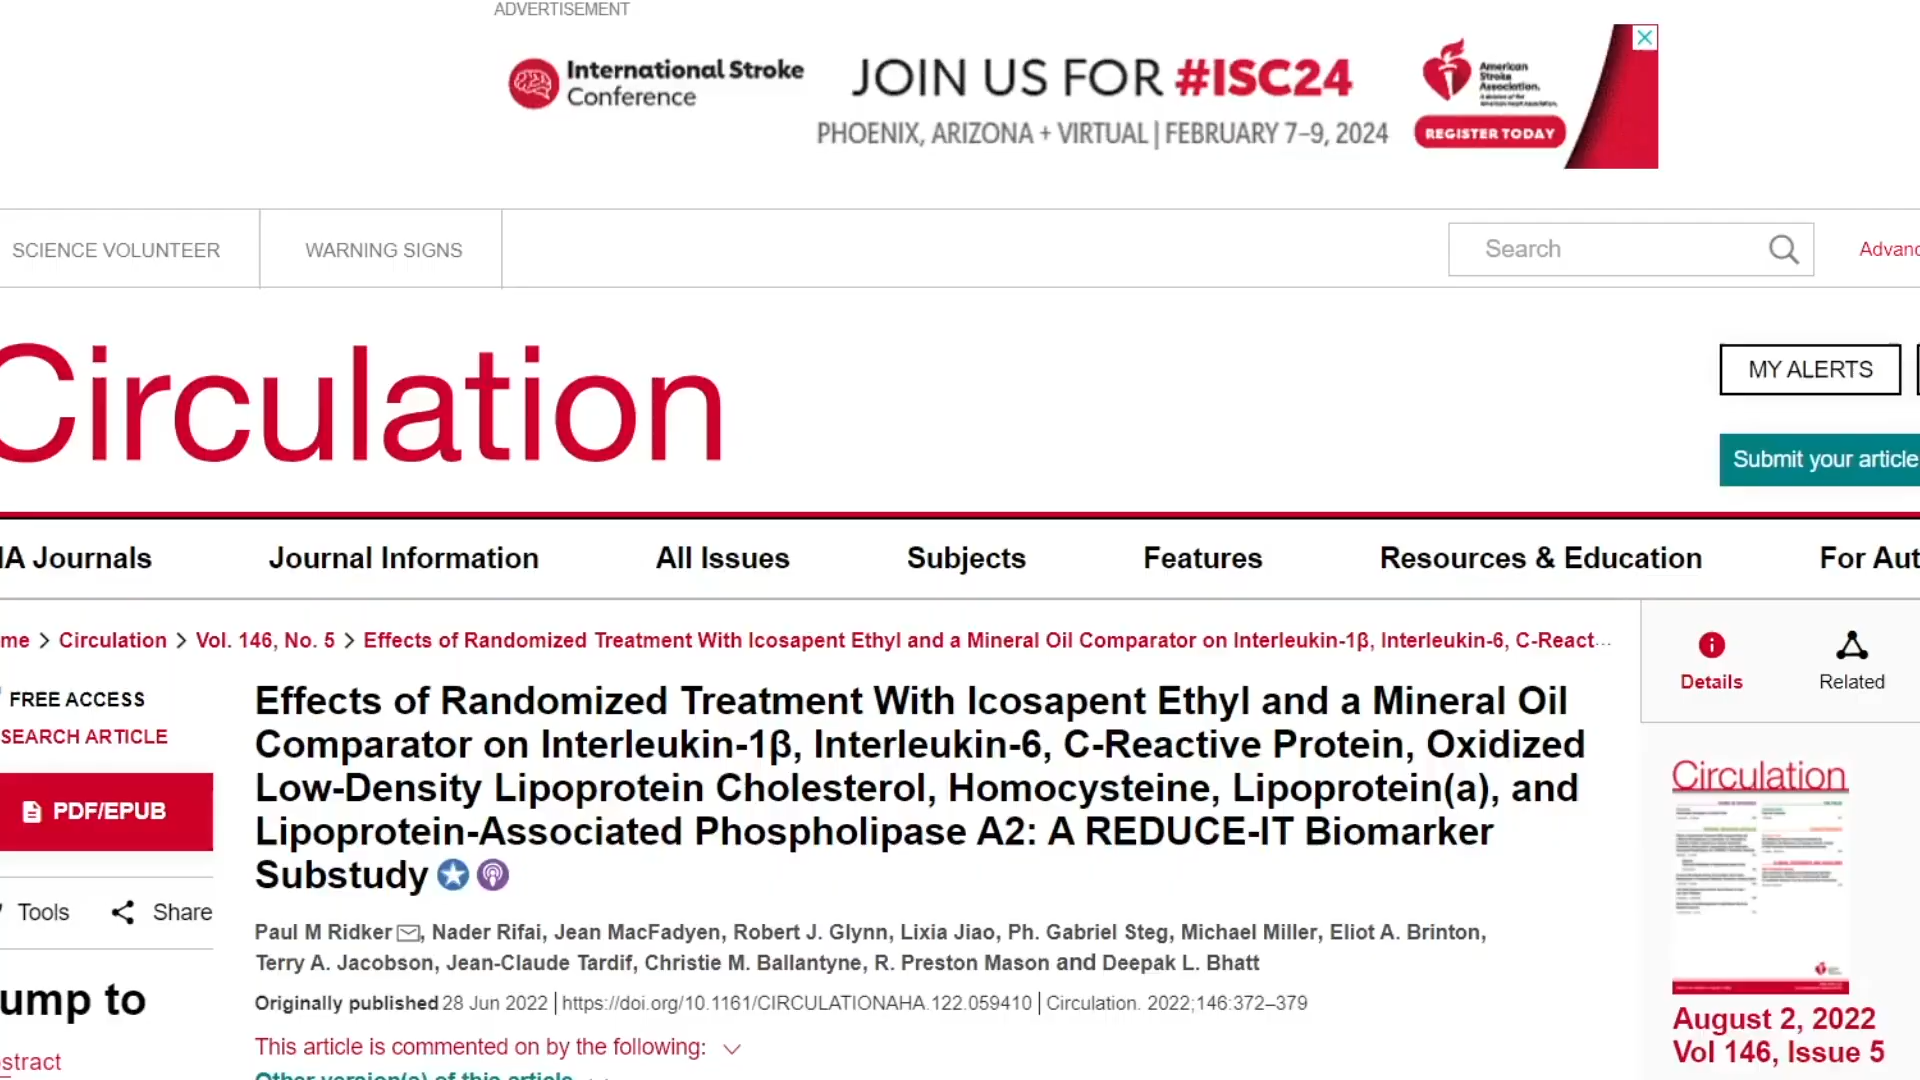 ADVERTISEMENT
International Stroke
Conference
JOIN US FOR #ISC24
PHOENIX, ARIZONA + VIRTUAL | FEBRUARY 7–9, 2024
American
Stroke
Association.
REGISTER TODAY
SCIENCE VOLUNTEER
WARNING SIGNS
Search
Advanc
Circulation
MY ALERTS
Submit your article
IA Journals
Journal Information
All Issues
Subjects
Features
Resources & Education
For Aut
me > Circulation > Vol. 146, No. 5 > Effects of Randomized Treatment With Icosapent Ethyl and a Mineral Oil Comparator on Interleukin-1β, Interleukin-6, C-React...
Details
Related
FREE ACCESS
SEARCH ARTICLE
PDF/EPUB
Tools
Share
ump to
stract
Effects of Randomized Treatment With Icosapent Ethyl and a Mineral Oil
Comparator on Interleukin-1β, Interleukin-6, C-Reactive Protein, Oxidized
Low-Density Lipoprotein Cholesterol, Homocysteine, Lipoprotein(a), and
Lipoprotein-Associated Phospholipase A2: A REDUCE-IT Biomarker
Substudy
Paul M Ridker, Nader Rifai, Jean MacFadyen, Robert J. Glynn, Lixia Jiao, Ph. Gabriel Steg, Michael Miller, Eliot A. Brinton,
Terry A. Jacobson, Jean-Claude Tardif, Christie M. Ballantyne, R. Preston Mason and Deepak L. Bhatt
Originally published 28 Jun 2022 | https://doi.org/10.1161/CIRCULATIONAHA.122.059410 | Circulation. 2022;146:372–379
This article is commented on by the following:
Other version(s) of this article
Circulation
August 2, 2022
Vol 146, Issue 5